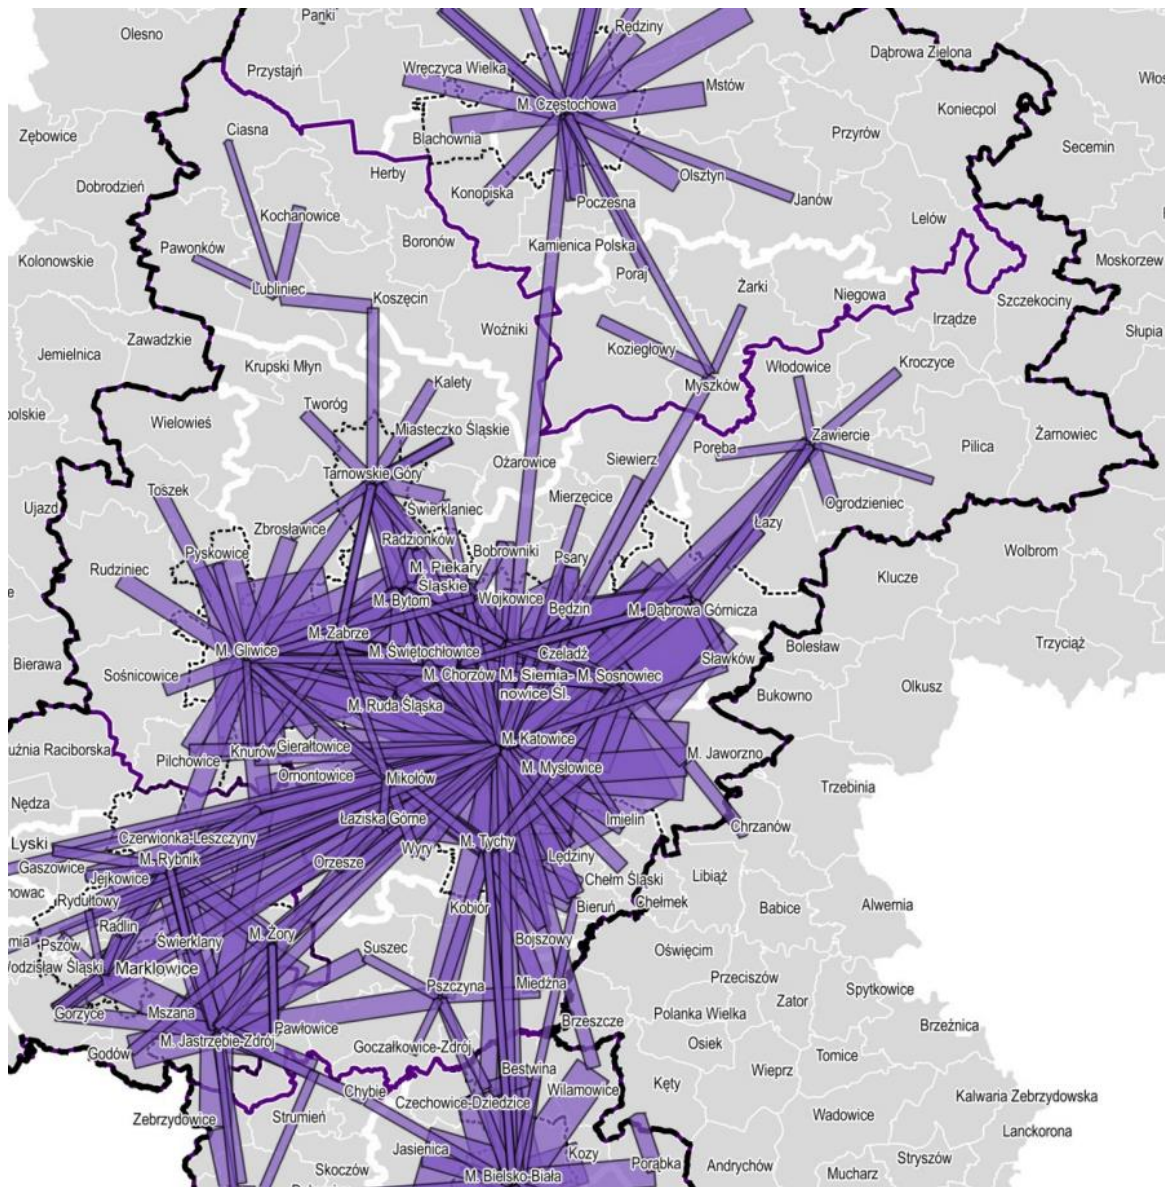 Panki
Olesno
Rędziny
Dąbrowa Zielona
Przystajń
Wręczyca Wielka
Mstów
M. Częstochowa
Koniecpol
Zębowice
Ciasna
Blachownia
Przyrów
Secemin
Herby
Dobrodzień
Konopiska
Olsztyn
Janów
Kochanowice
Poczesna
Lelów
Boronów
Kamienica Polska
Pawonków
Kolonowskie
Poraj
Moskorzew
Lubliniec
Koszęcin
Żarki
Niegowa
Szczekociny
Irządze
Woźniki
Słupia
Zawadzkie
Koziegłowy
Jemielnica
Krupski Młyn
Włodowice
Kroczyce
Kalety
Myszków
Tworóg
Wielowieś
Miasteczko Śląskie
Zawiercie
Żarnowiec
Poręba
Pilica
Ożarowice
Siewierz
Tarnowskie Góry
Toszek
Mierzęcice
Ujazd
Świerklaniec
Ogrodzieniec
Zbrosławice
Łazy
Radzionków
Pyskowice
Bobrowniki
Psary
Wolbrom
Rudziniec
M. Piekary
Śląskie
Klucze
M. Bytom
Wojkowice
Będzin
M. Dąbrowa Górnicza
M. Zabrze
Trzyciąż
Bolesław
M. Gliwice
M. Świętochłowice
Czeladź
Sławków
Bierawa
Sośnicowice
M. Chorzów
M. Siemia-
nowice Śl.
M. Sosnowiec
Olkusz
Bukowno
M. Ruda Śląska
M. Katowice
Knurów
Gierałtowice
M. Jaworzno
Pilchowice
Ornontowice
Mikołów
M. Mysłowice
Trzebinia
Nędza
Łaziska Górne
Imielin
Chrzanów
Czerwionka-Leszczyny
Lyski
M. Tychy
Wyry
M. Rybnik
Orzesze
Lędziny
Gaszowice
Libiąż
Jejkowice
Chełm Śląski
Rydułtowy
Kobiór
Bieruń
Chełmek
Babice
Alwernia
Radlin
M. Żory
Świerklany
Bojszowy
Pszów
Suszec
Oświęcim
Marklowice
Przeciszów
Pszczyna
Miedźna
Spytkowice
Zator
Gorzyce
Mszana
Polanka Wielka
Pawłowice
Brzeszcze
Brzeźnica
M. Jastrzębie-Zdrój
Osiek
Godów
Goczałkowice-Zdrój
Tomice
Bestwina
Wieprz
Chybie
Wilamowice
Kęty
Czechowice-Dziedzice
Kalwaria Zebrzydowska
Zebrzydowice
Strumień
Wadowice
Lanckorona
Jasienica
Kozy
Stryszów
Skoczów
M. Bielsko-Biała
Porąbka
Andrychów
Mucharz